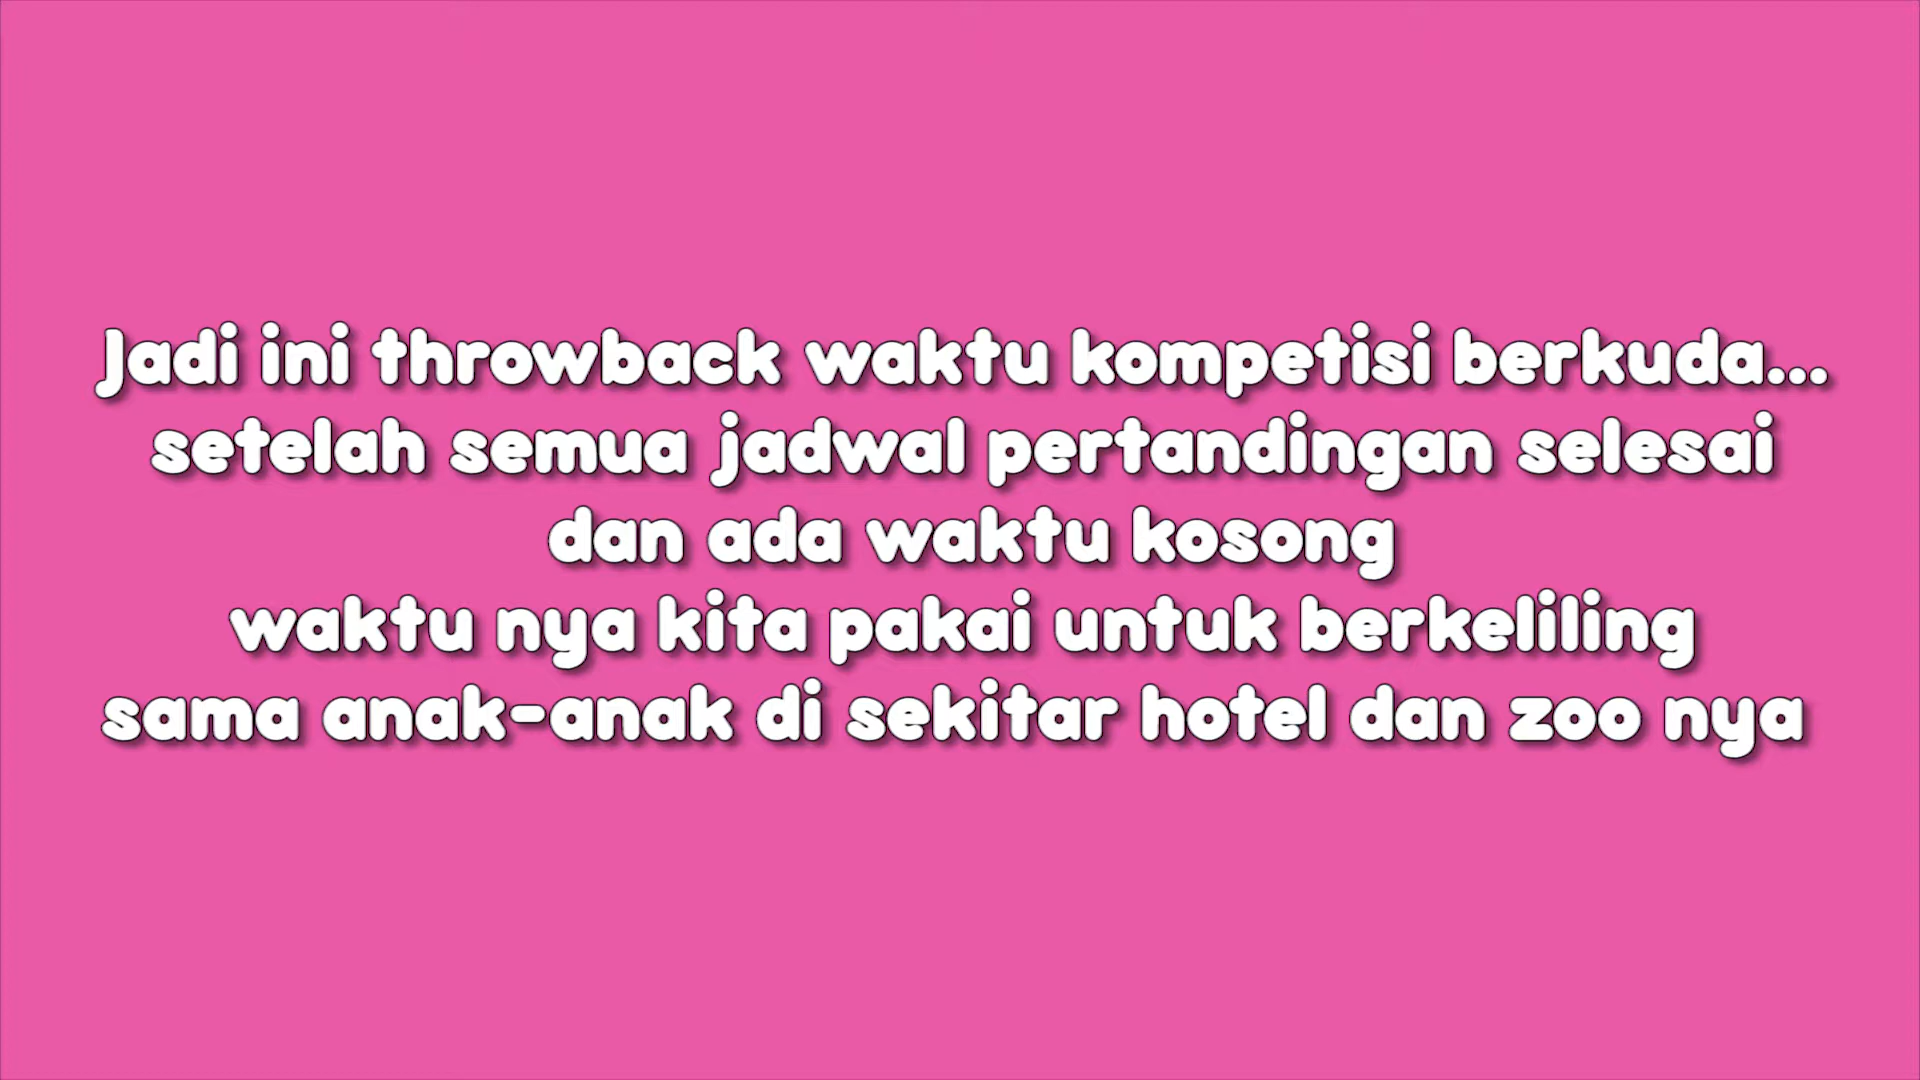 Jadi ini throwback waktu kompetisi berkuda...
setelah semua jadwal pertandingan selesai
dan ada waktu kosong
waktu nya kita pakai untuk berkeliling
sama anak-anak di sekitar hotel dan zoo nya